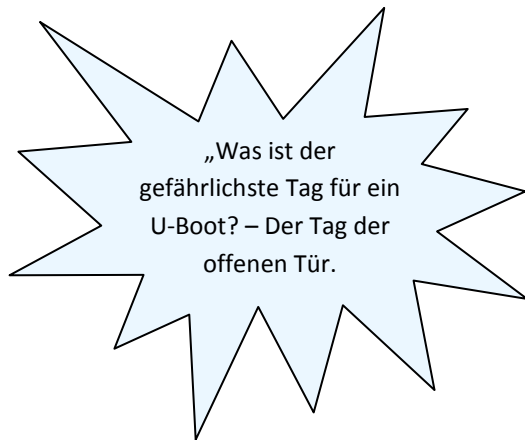 „Was ist der
gefährlichste Tag für ein
U-Boot? – Der Tag der
offenen Tür.